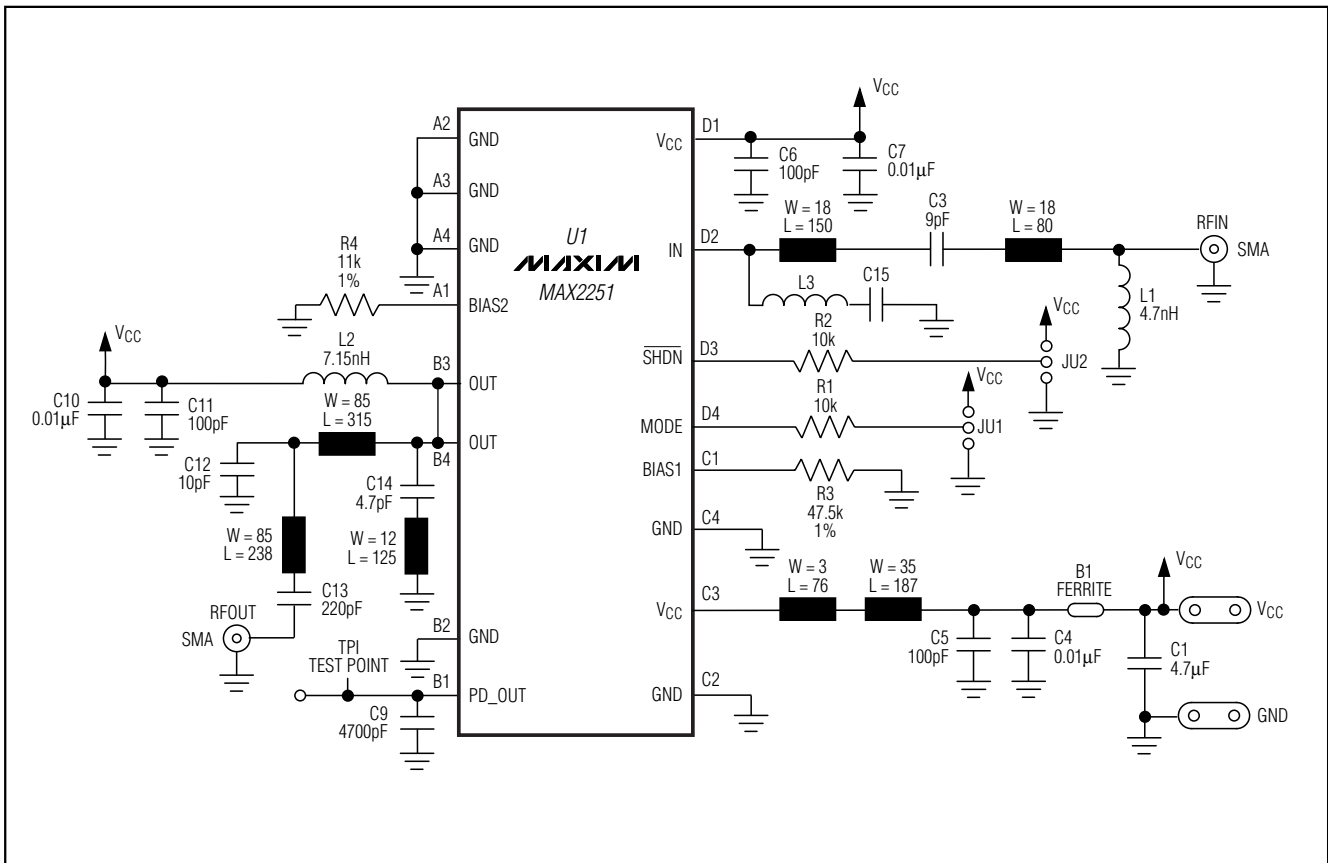 VCC
A2
GND
VCC
D1
C6
100pF
C7
0.01µF
A3
GND
A4
GND
U1
MAXIM
MAX2251
W = 18
L = 150
C3
9pF
W = 18
L = 80
RFIN
SMA
IN
D2
R4
11k
1%
A1
BIAS2
L3
C15
L1
4.7nH
VCC
L2
7.15nH
B3
OUT
SHDN
D3
R2
10k
VCC
JU2
C10
0.01µF
C11
100pF
W = 85
L = 315
OUT
B4
MODE
D4
R1
10k
VCC
JU1
C12
10pF
C14
4.7pF
BIAS1
C1
R3
47.5k
1%
W = 85
L = 238
W = 12
L = 125
GND
C4
C13
220pF
RFOUT
SMA
VCC
C3
W = 3
L = 76
W = 35
L = 187
B1
FERRITE
VCC
VCC
B2
GND
C5
100pF
C4
0.01µF
C1
4.7µF
TPI
TEST POINT
B1
PD_OUT
C9
4700pF
GND
C2
GND